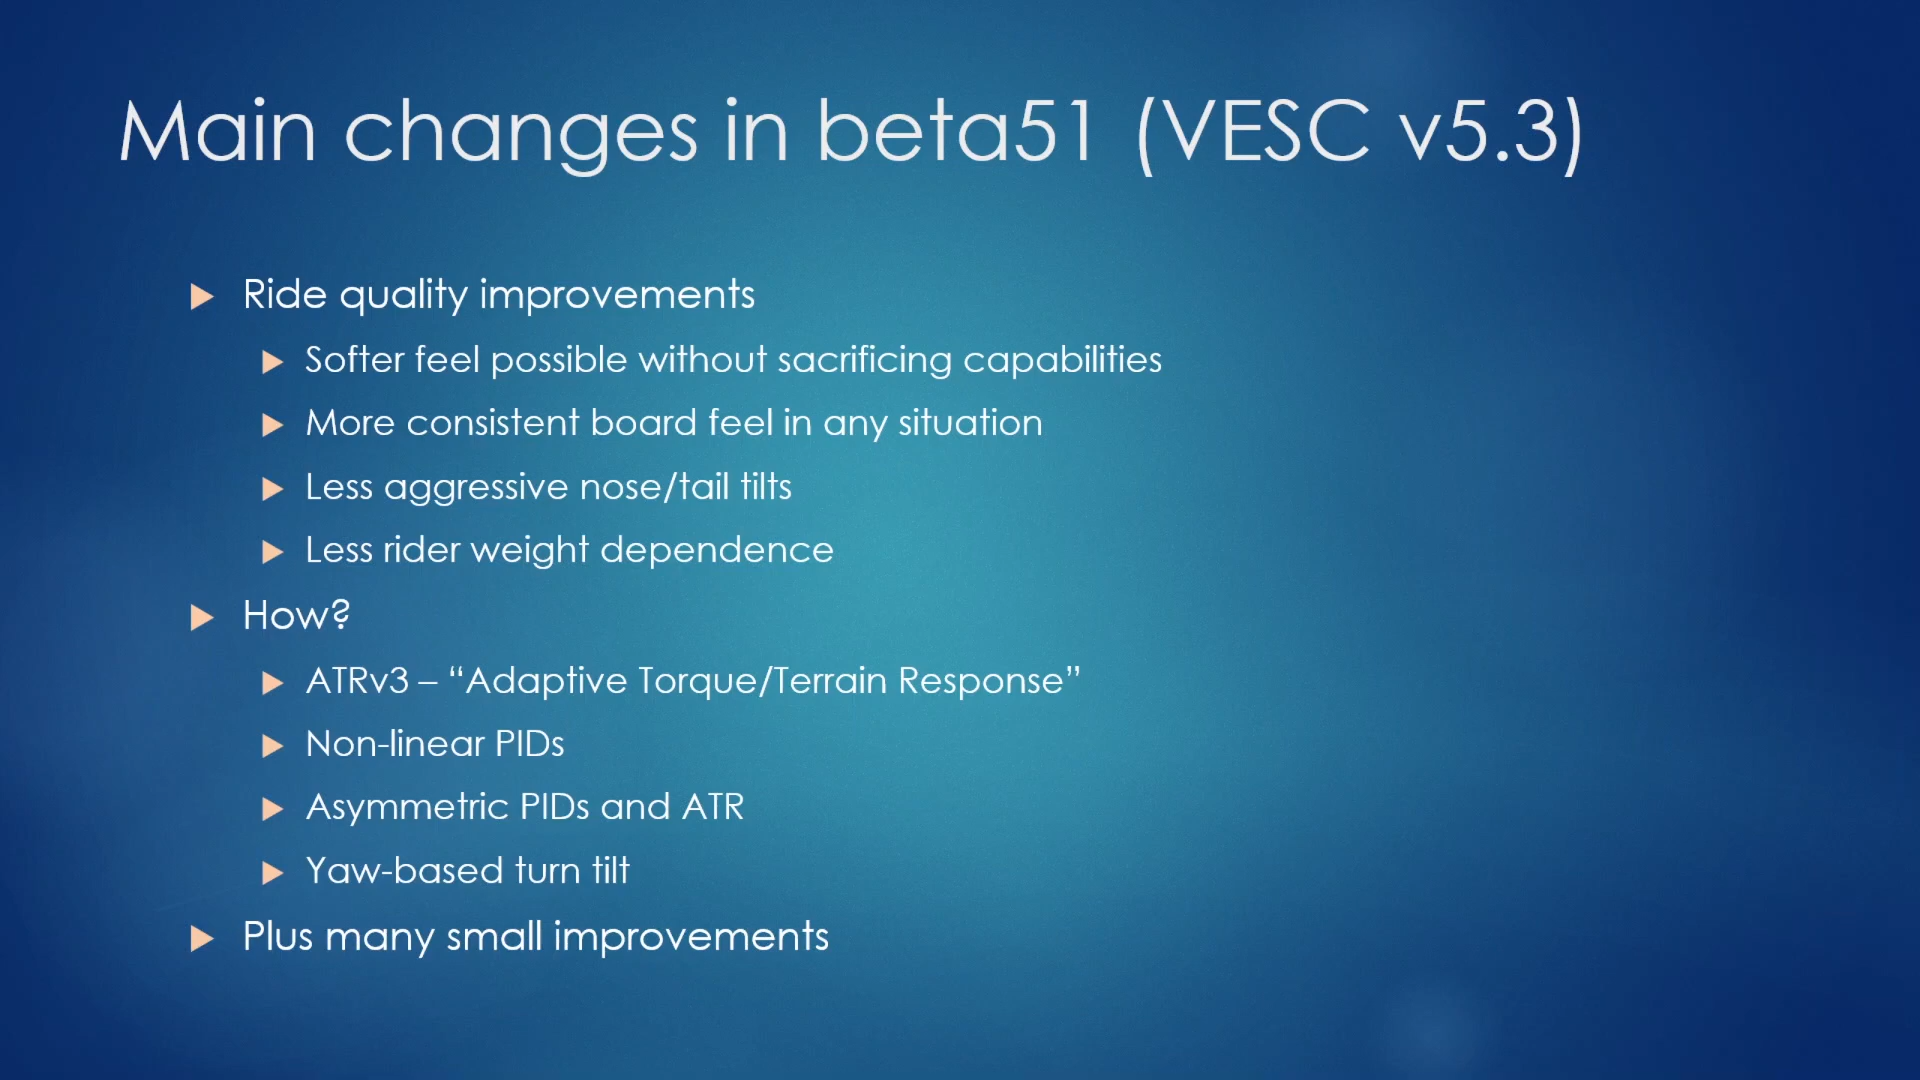 Main changes in beta51 (VESC v5.3)
Ride quality improvements
Softer feel possible without sacrificing capabilities
More consistent board feel in any situation
Less aggressive nose/tail tilts
Less rider weight dependence
How?
ATRv3 – “Adaptive Torque/Terrain Response”
Non-linear PIDs
Asymmetric PIDs and ATR
Yaw-based turn tilt
Plus many small improvements